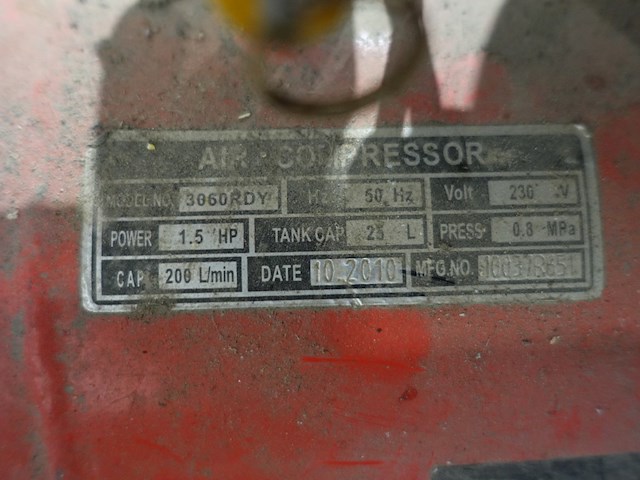 AIR COMPRESSOR
MODEL NO 3060RDY Hz 50 Hz Volt 230 V
POWER 1.5 HP TANK CAP 25 L PRESS 0.8 MPa
CAP 200 L/min DATE 10.2010 MFG.NO.